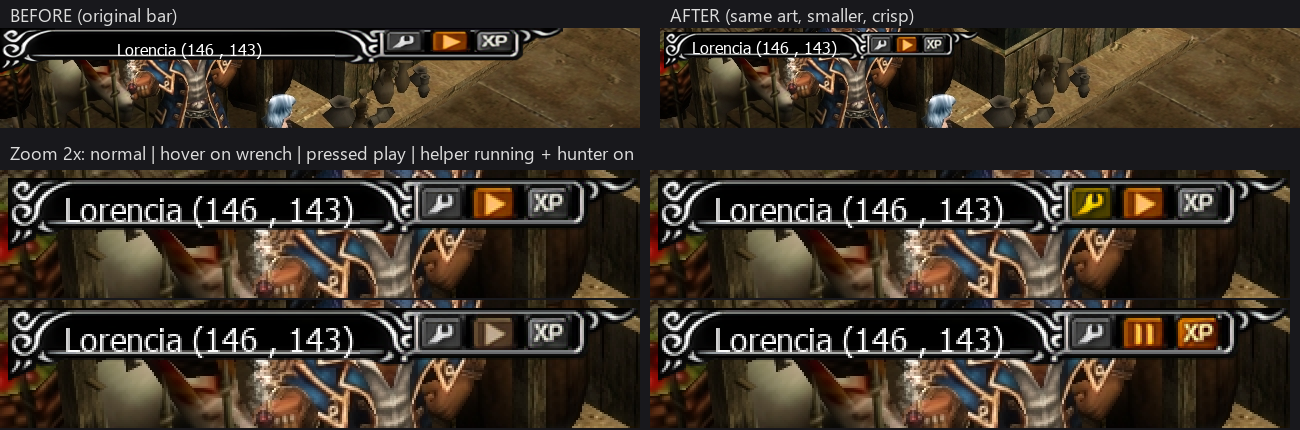 BEFORE (original bar)
AFTER (same art, smaller, crisp)
Lorencia (146 , 143)
XP
Lorencia (146 , 143)
XP
Zoom 2x: normal | hover on wrench | pressed play | helper running + hunter on
Lorencia (146 , 143)
XP
Lorencia (146 , 143)
XP
Lorencia (146 , 143)
XP
Lorencia (146 , 143)
XP